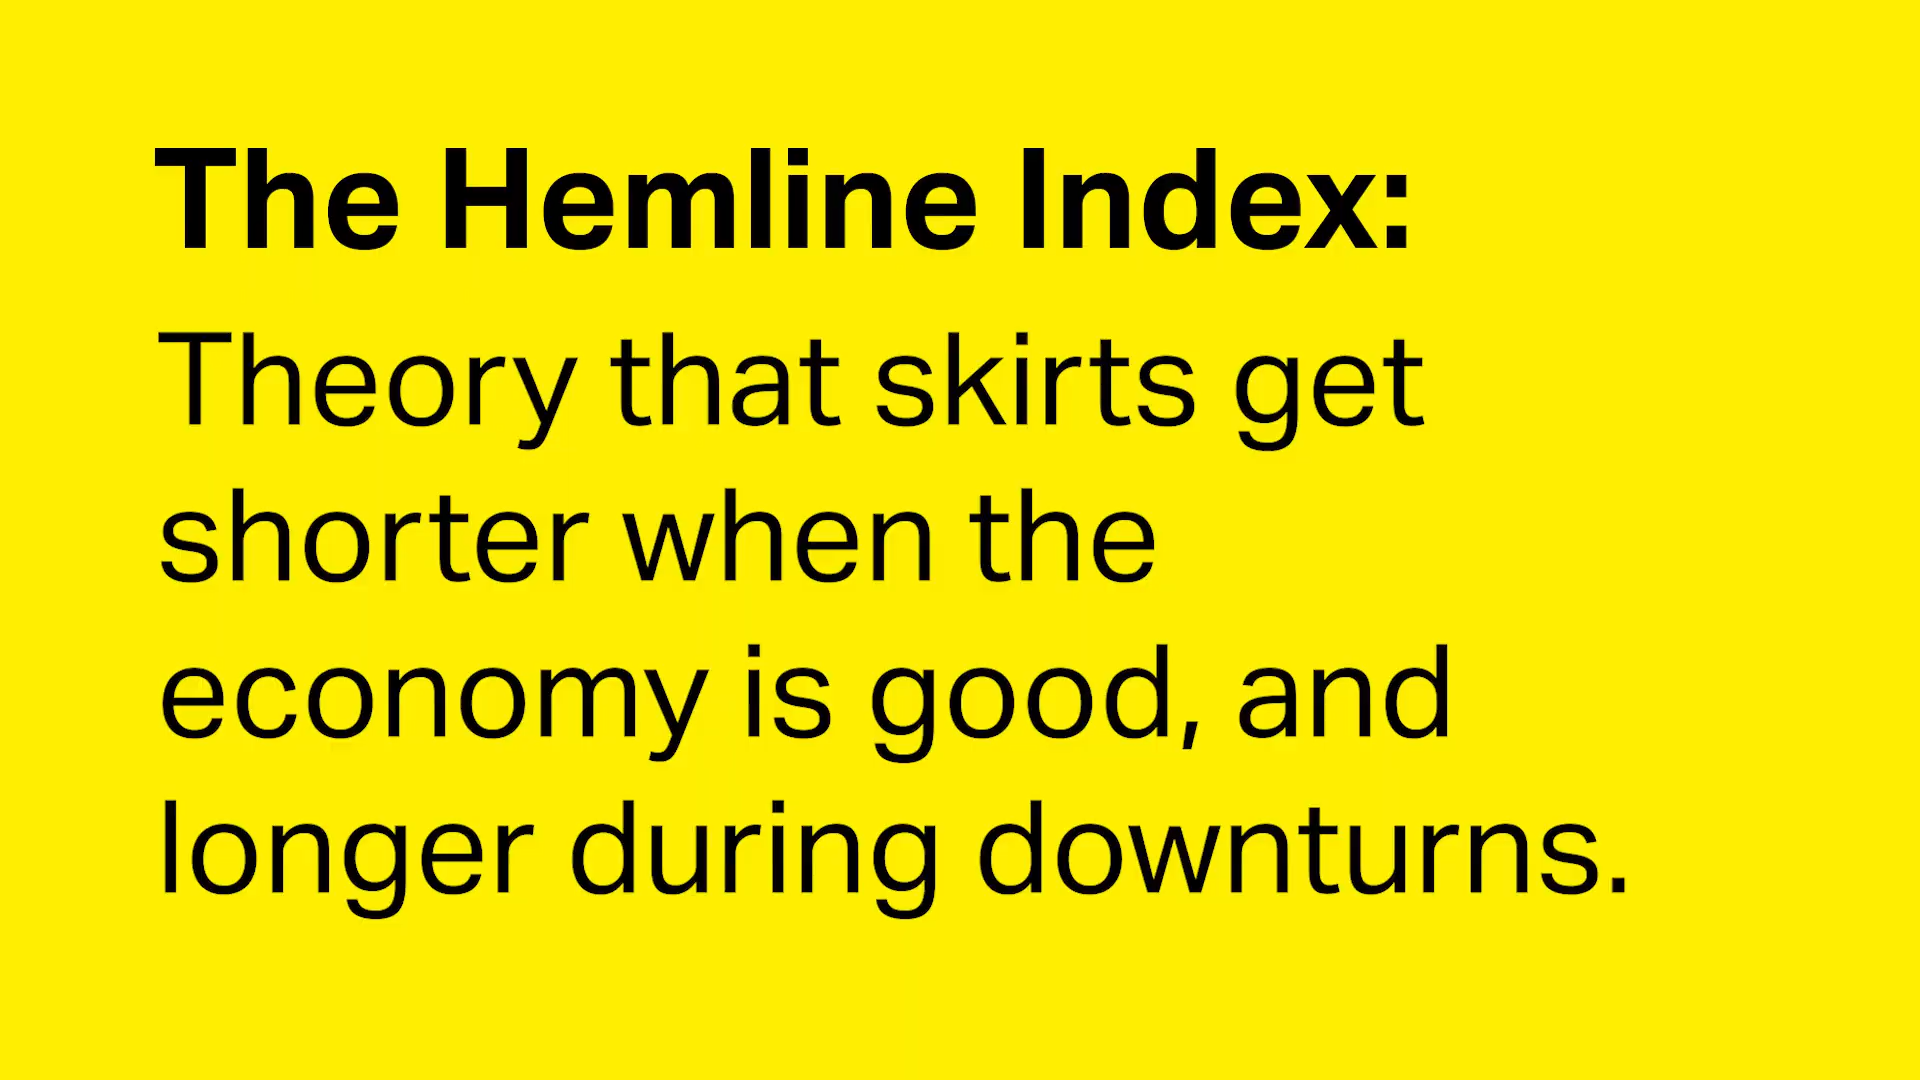 The Hemline Index:
Theory that skirts get
shorter when the
economy is good, and
longer during downturns.